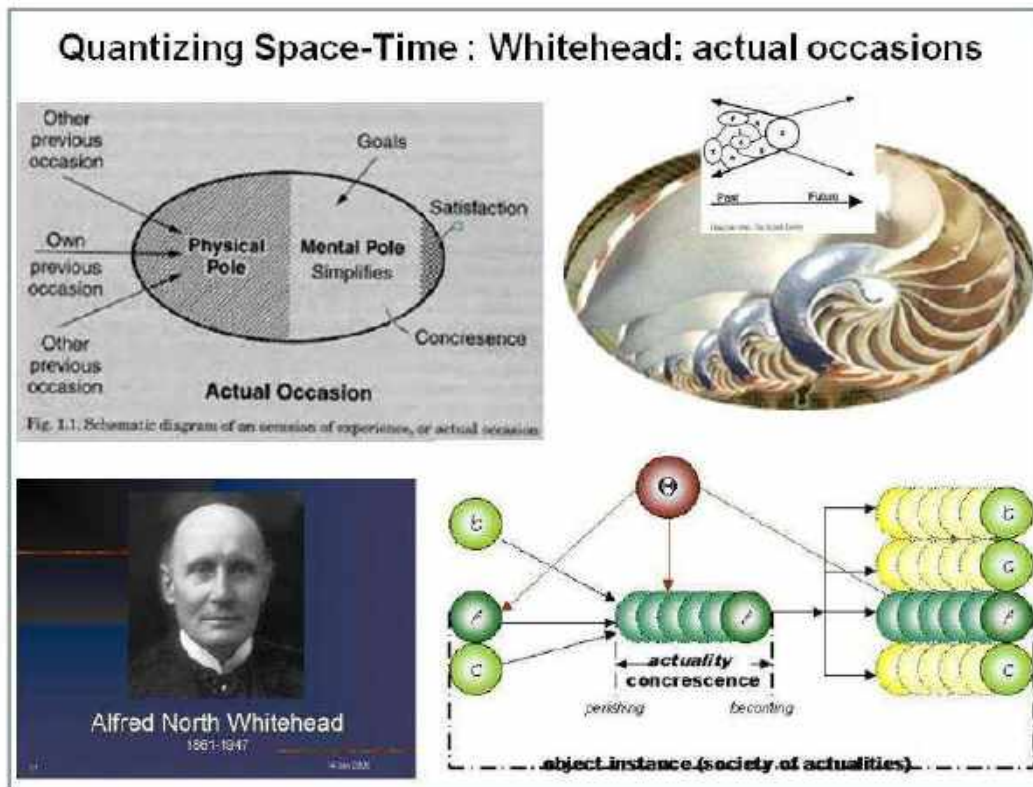 Quantizing Space-Time : Whitehead: actual occasions
Other
previous
occasion
Own
previous
occasion
Other
previous
occasion
Physical
Pole
Goals
Mental Pole
Simplifies
Satisfaction
Concresence
Actual Occasion
Fig. 1.1. Schematic diagram of an occasion of experience, or actual occasion
Past
Future
Alfred North Whitehead
1861-1947
b
Θ
A
C
A
actuality
concrescence
perishing
becoming
b
G
A
C
object instance (society of actualities)